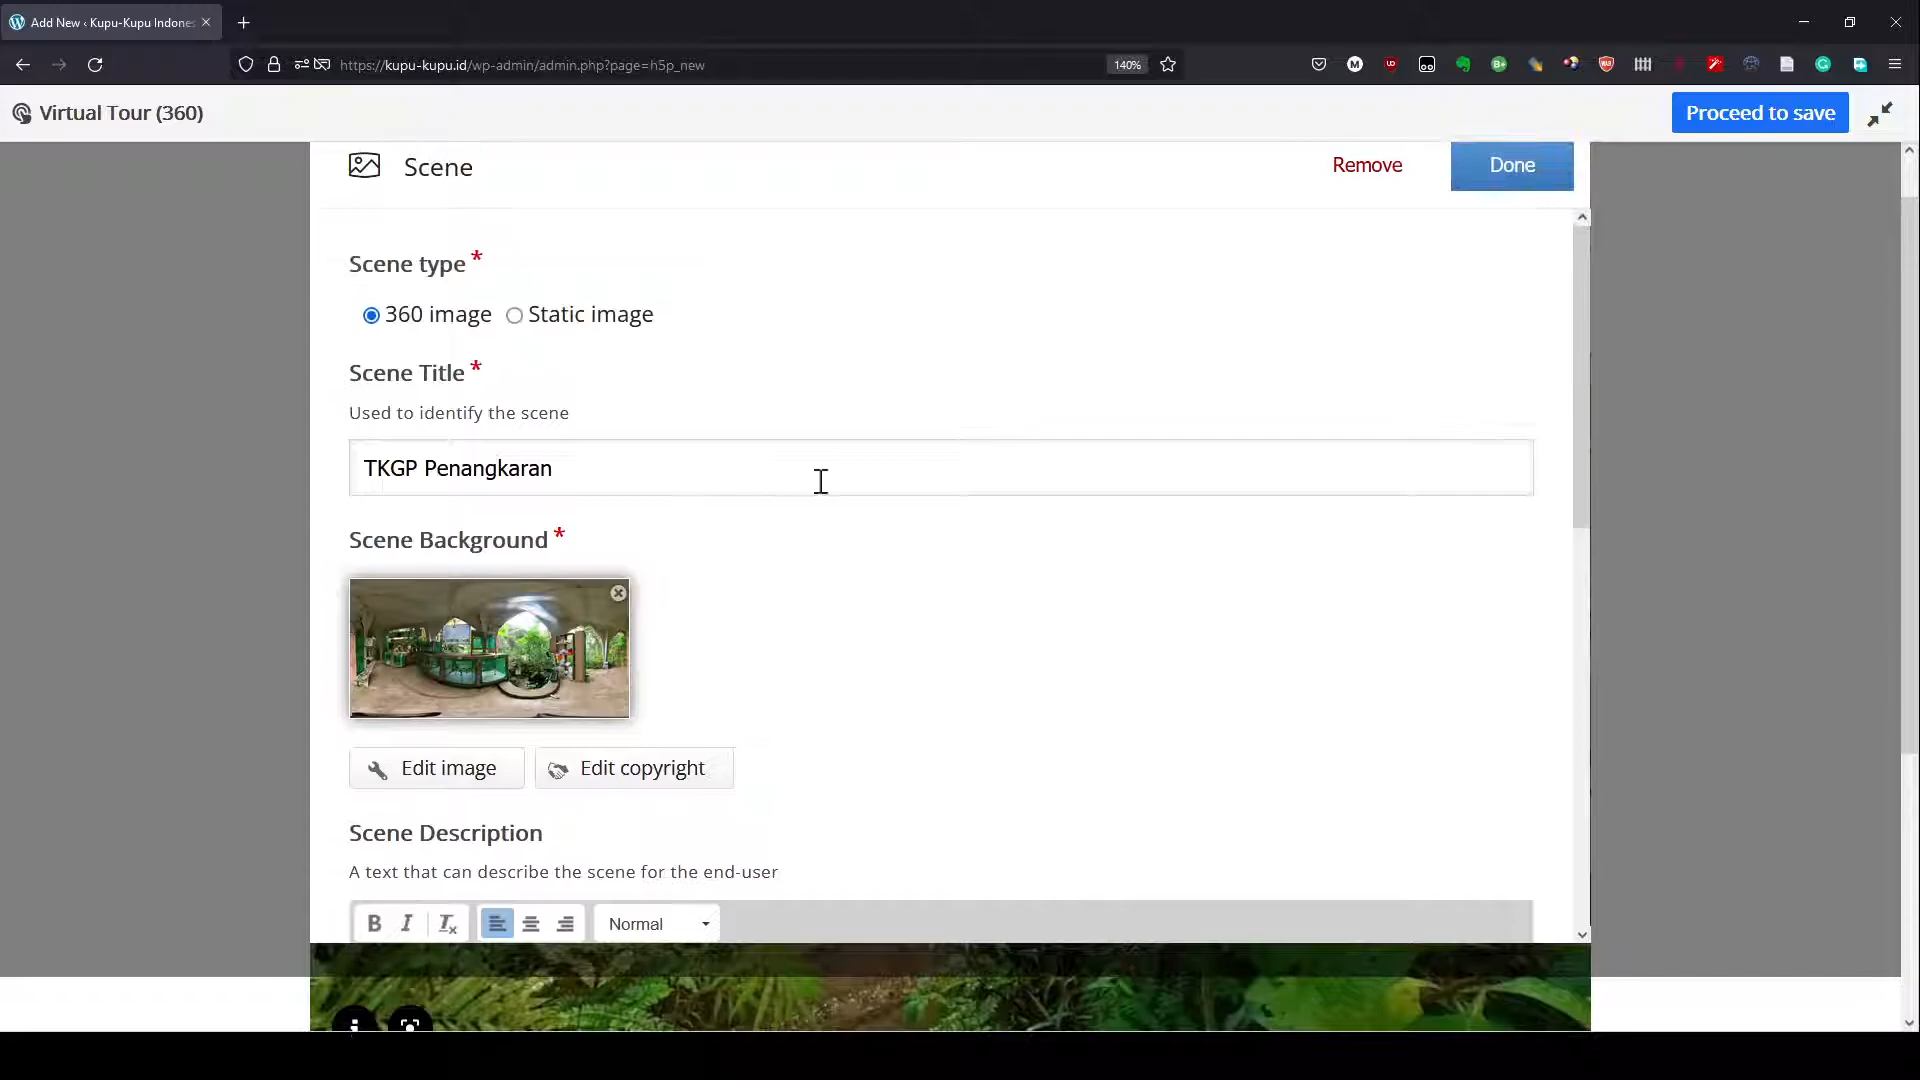 Add New ‹ Kupu-Kupu Indones
https://kupu-kupu.id/wp-admin/admin.php?page=h5p_new
140%
Virtual Tour (360)
Proceed to save
Scene
Remove
Done
Scene type *
360 image
Static image
Scene Title *
Used to identify the scene
TKGP Penangkaran
Scene Background *
Edit image
Edit copyright
Scene Description
A text that can describe the scene for the end-user
B I Tx
Normal